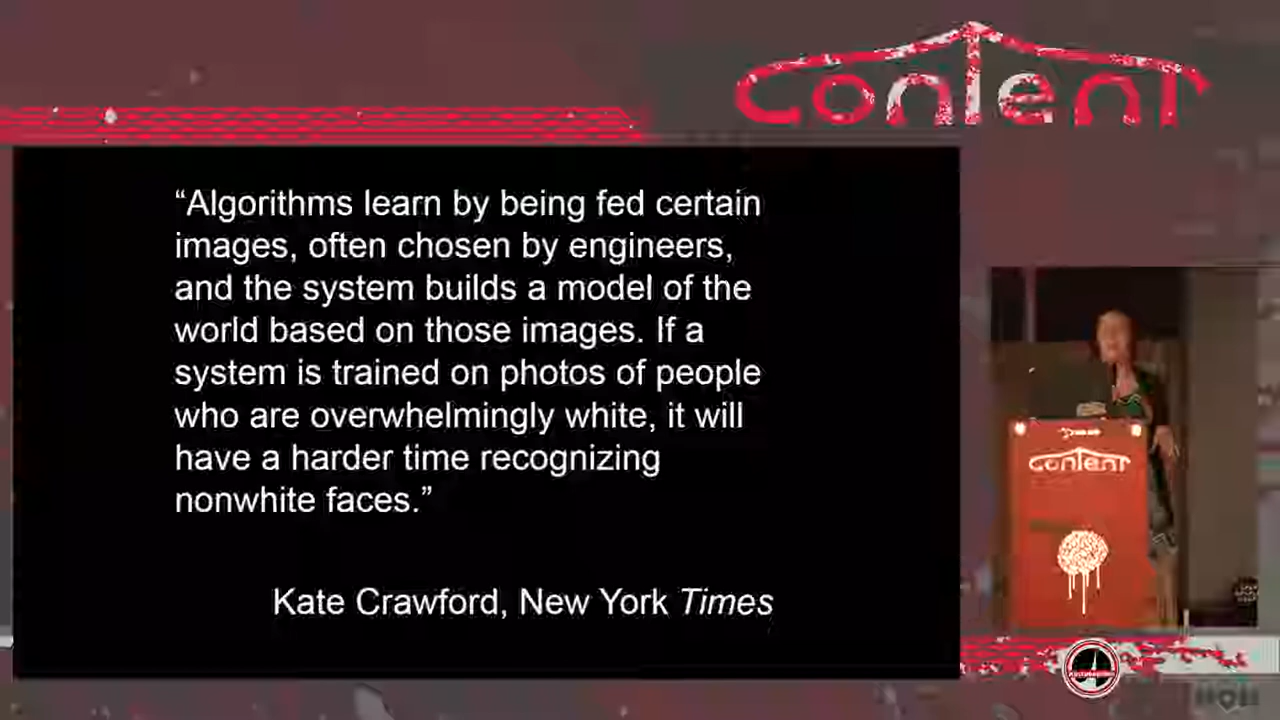 conTenT
“Algorithms learn by being fed certain
images, often chosen by engineers,
and the system builds a model of the
world based on those images. If a
system is trained on photos of people
who are overwhelmingly white, it will
have a harder time recognizing
nonwhite faces.”
Kate Crawford, New York Times
conTenT